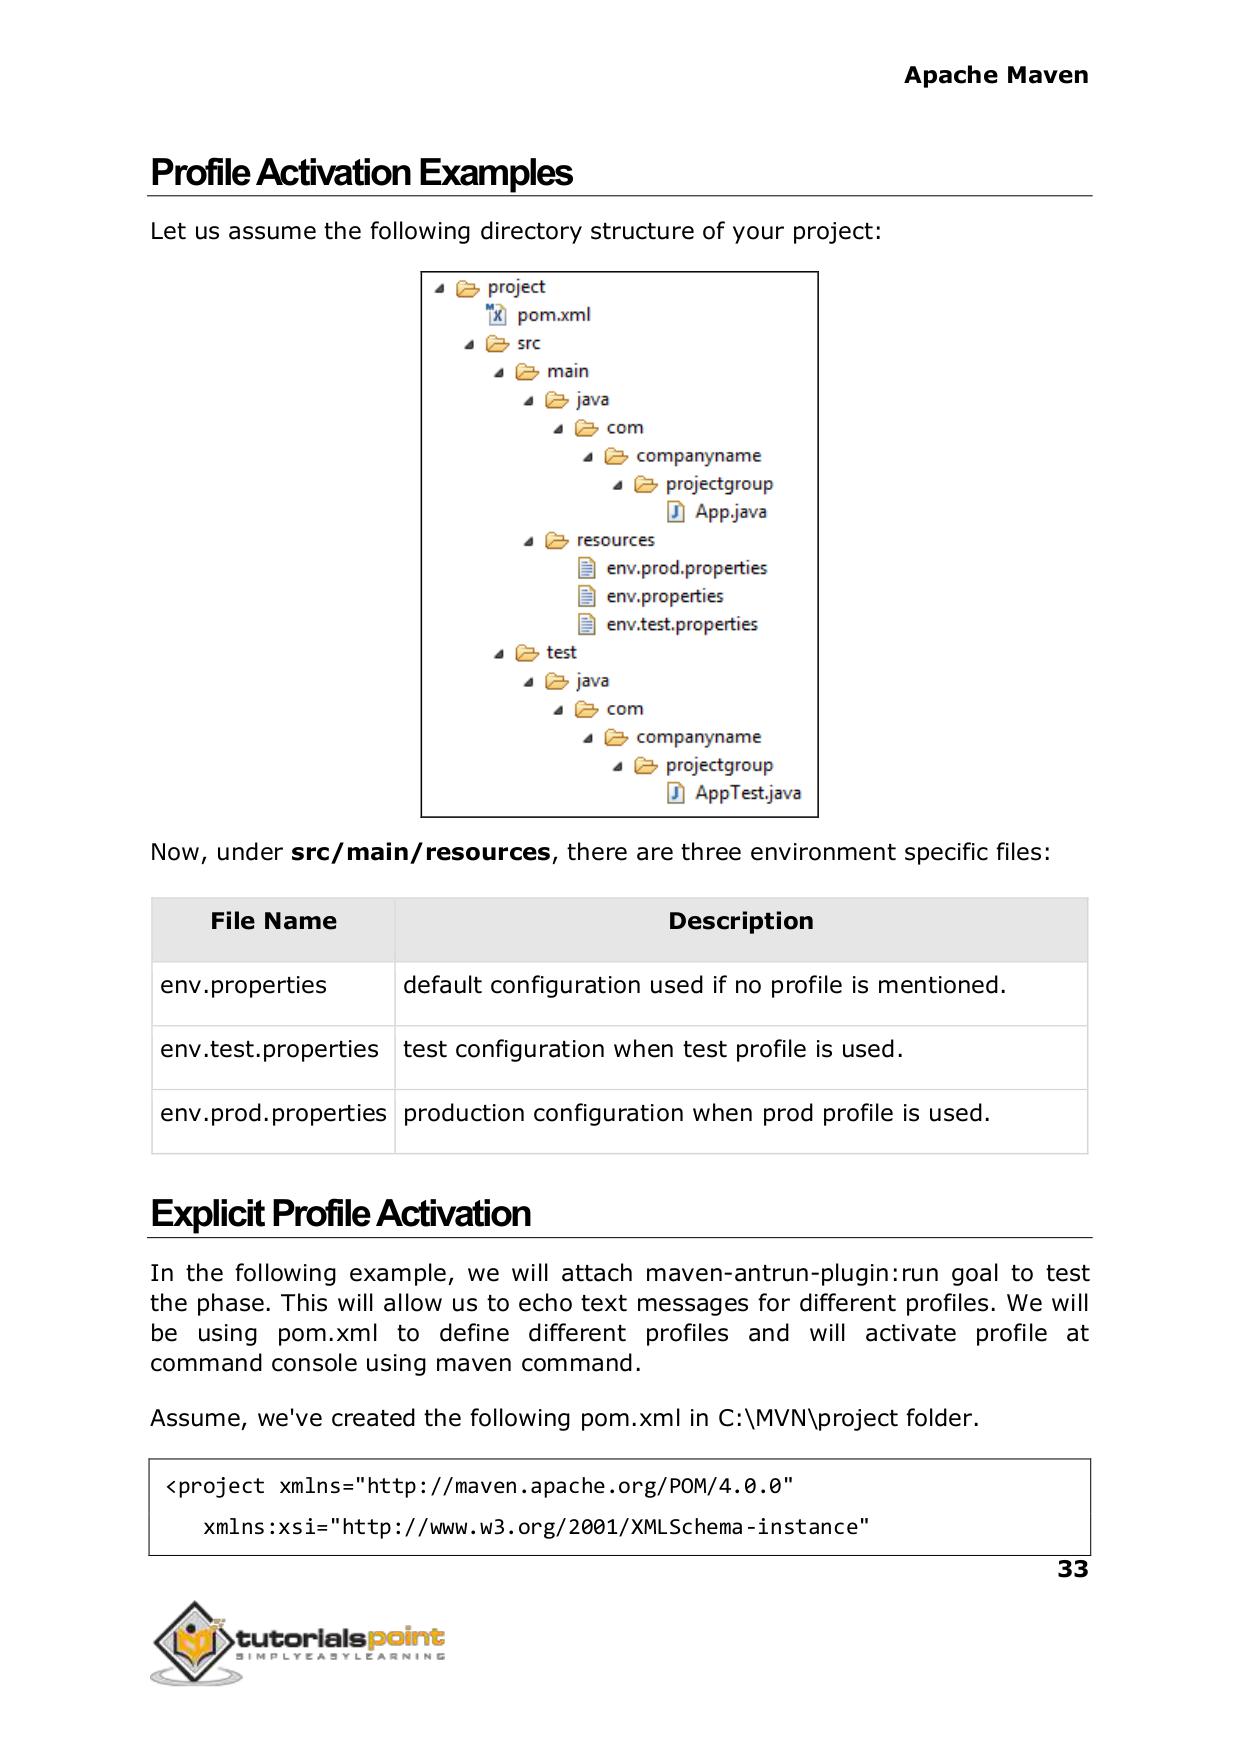 Apache Maven
Profile Activation Examples
Let us assume the following directory structure of your project:
project
pom.xml
src
main
java
com
companyname
projectgroup
App.java
resources
env.prod.properties
env.properties
env.test.properties
test
java
com
companyname
projectgroup
AppTest.java
Now, under src/main/resources, there are three environment specific files:
File Name Description
env.properties default configuration used if no profile is mentioned.
env.test.properties test configuration when test profile is used.
env.prod.properties production configuration when prod profile is used.
Explicit Profile Activation
In the following example, we will attach maven-antrun-plugin:run goal to test
the phase. This will allow us to echo text messages for different profiles. We will
be using pom.xml to define different profiles and will activate profile at
command console using maven command.
Assume, we've created the following pom.xml in C:\MVN\project folder.
<project xmlns="http://maven.apache.org/POM/4.0.0"
xmlns:xsi="http://www.w3.org/2001/XMLSchema-instance"
33
tutorialspoint
SIMPLYEASYLEARNING